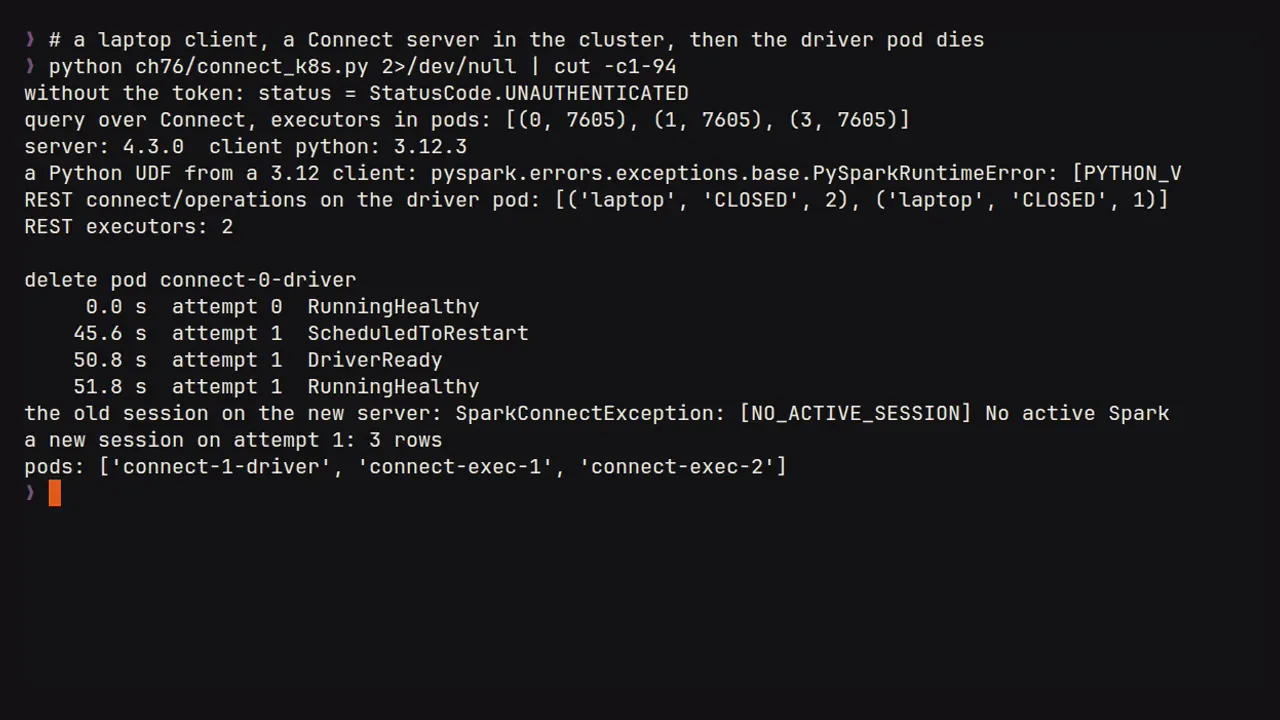 ❯ # a laptop client, a Connect server in the cluster, then the driver pod dies
❯ python ch76/connect_k8s.py 2>/dev/null | cut -c1-94
without the token: status = StatusCode.UNAUTHENTICATED
query over Connect, executors in pods: [(0, 7605), (1, 7605), (3, 7605)]
server: 4.3.0  client python: 3.12.3
a Python UDF from a 3.12 client: pyspark.errors.exceptions.base.PySparkRuntimeError: [PYTHON_V
REST connect/operations on the driver pod: [('laptop', 'CLOSED', 2), ('laptop', 'CLOSED', 1)]
REST executors: 2

delete pod connect-0-driver
     0.0 s  attempt 0  RunningHealthy
    45.6 s  attempt 1  ScheduledToRestart
    50.8 s  attempt 1  DriverReady
    51.8 s  attempt 1  RunningHealthy
the old session on the new server: SparkConnectException: [NO_ACTIVE_SESSION] No active Spark
a new session on attempt 1: 3 rows
pods: ['connect-1-driver', 'connect-exec-1', 'connect-exec-2']
❯